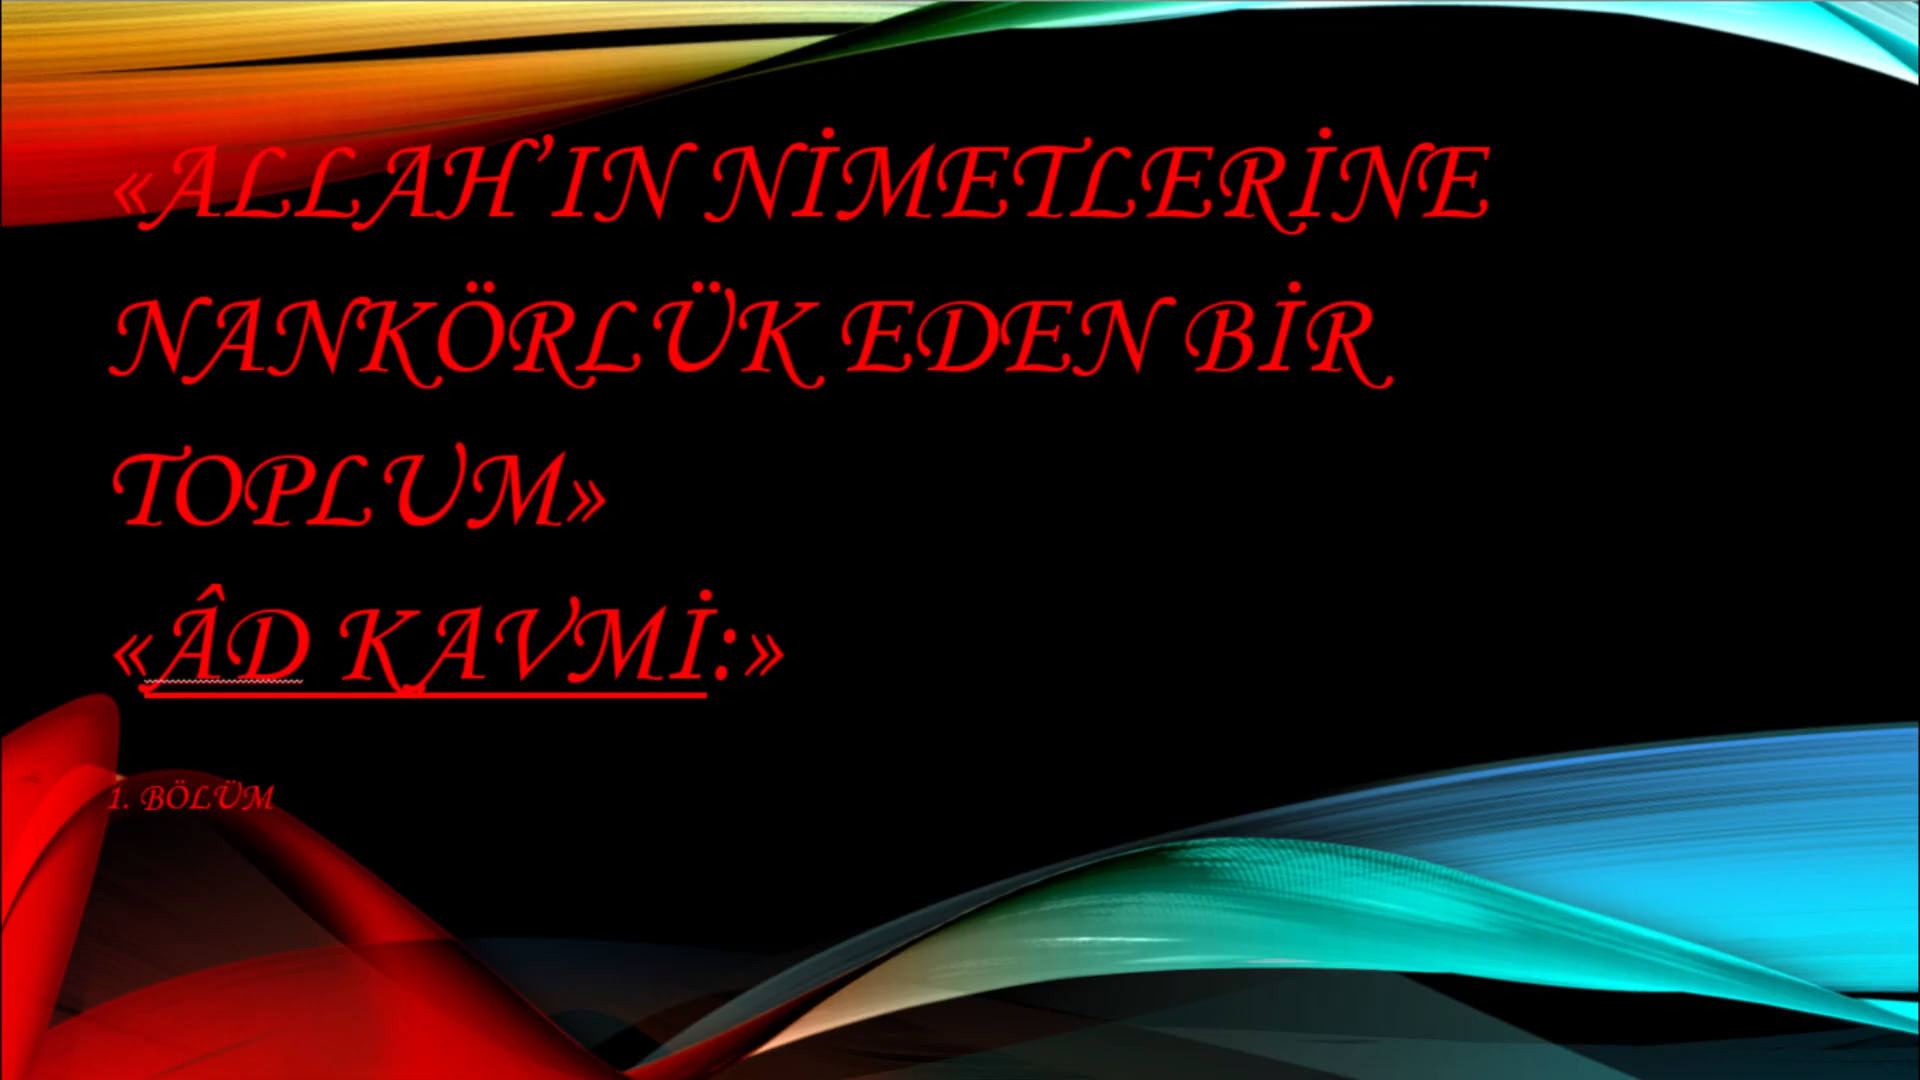 «ALLAH’IN NİMETLERİNE
NANKÖRLÜK EDEN BİR
TOPLUM»
«ÂD KAVMİ:»
1. BÖLÜM